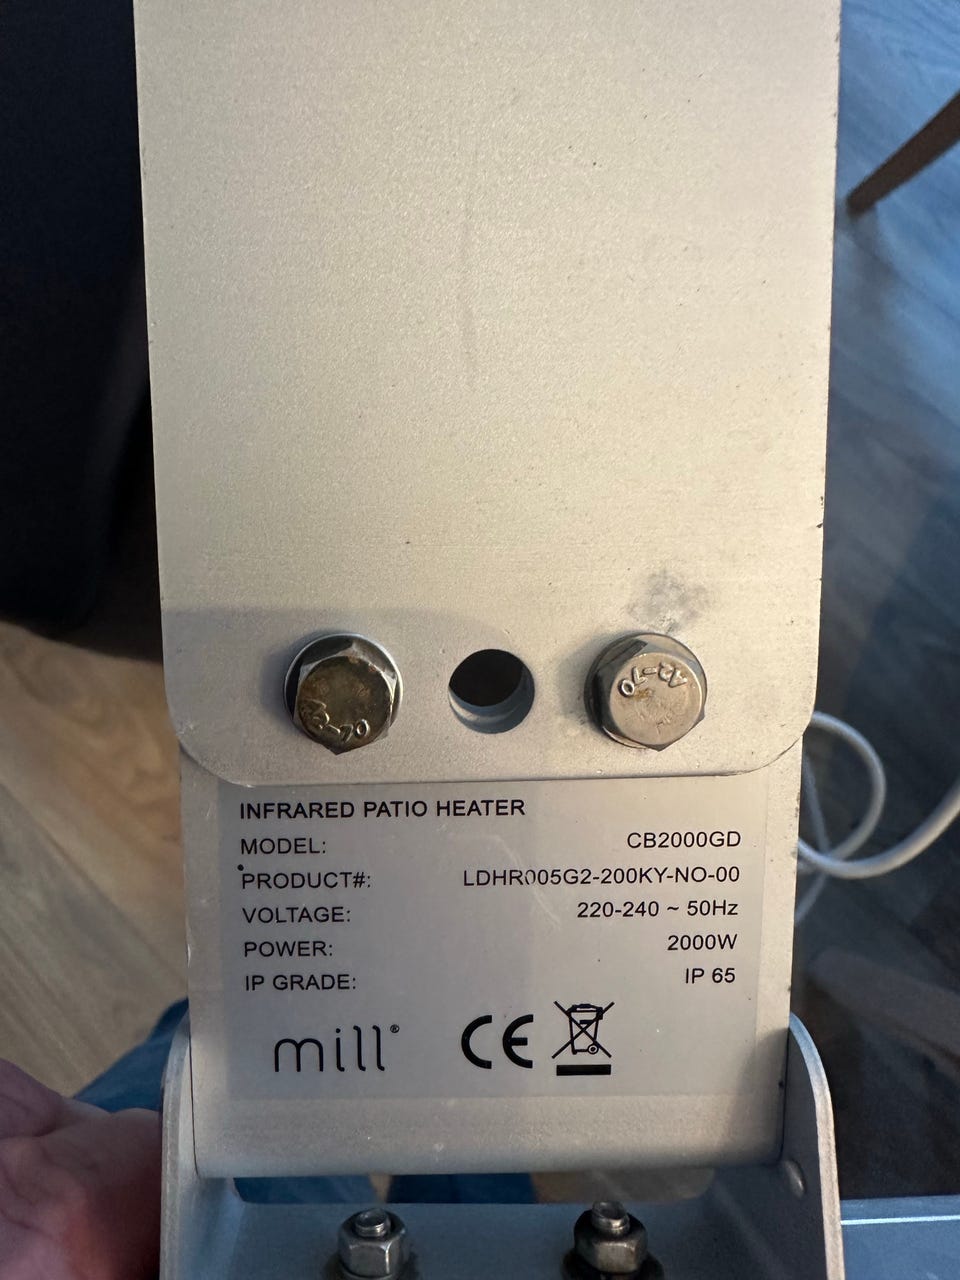 A2-70
A2-70
INFRARED PATIO HEATER
MODEL: CB2000GD
PRODUCT#: LDHR005G2-200KY-NO-00
VOLTAGE: 220-240 ~ 50Hz
POWER: 2000W
IP GRADE: IP 65
mill® CE